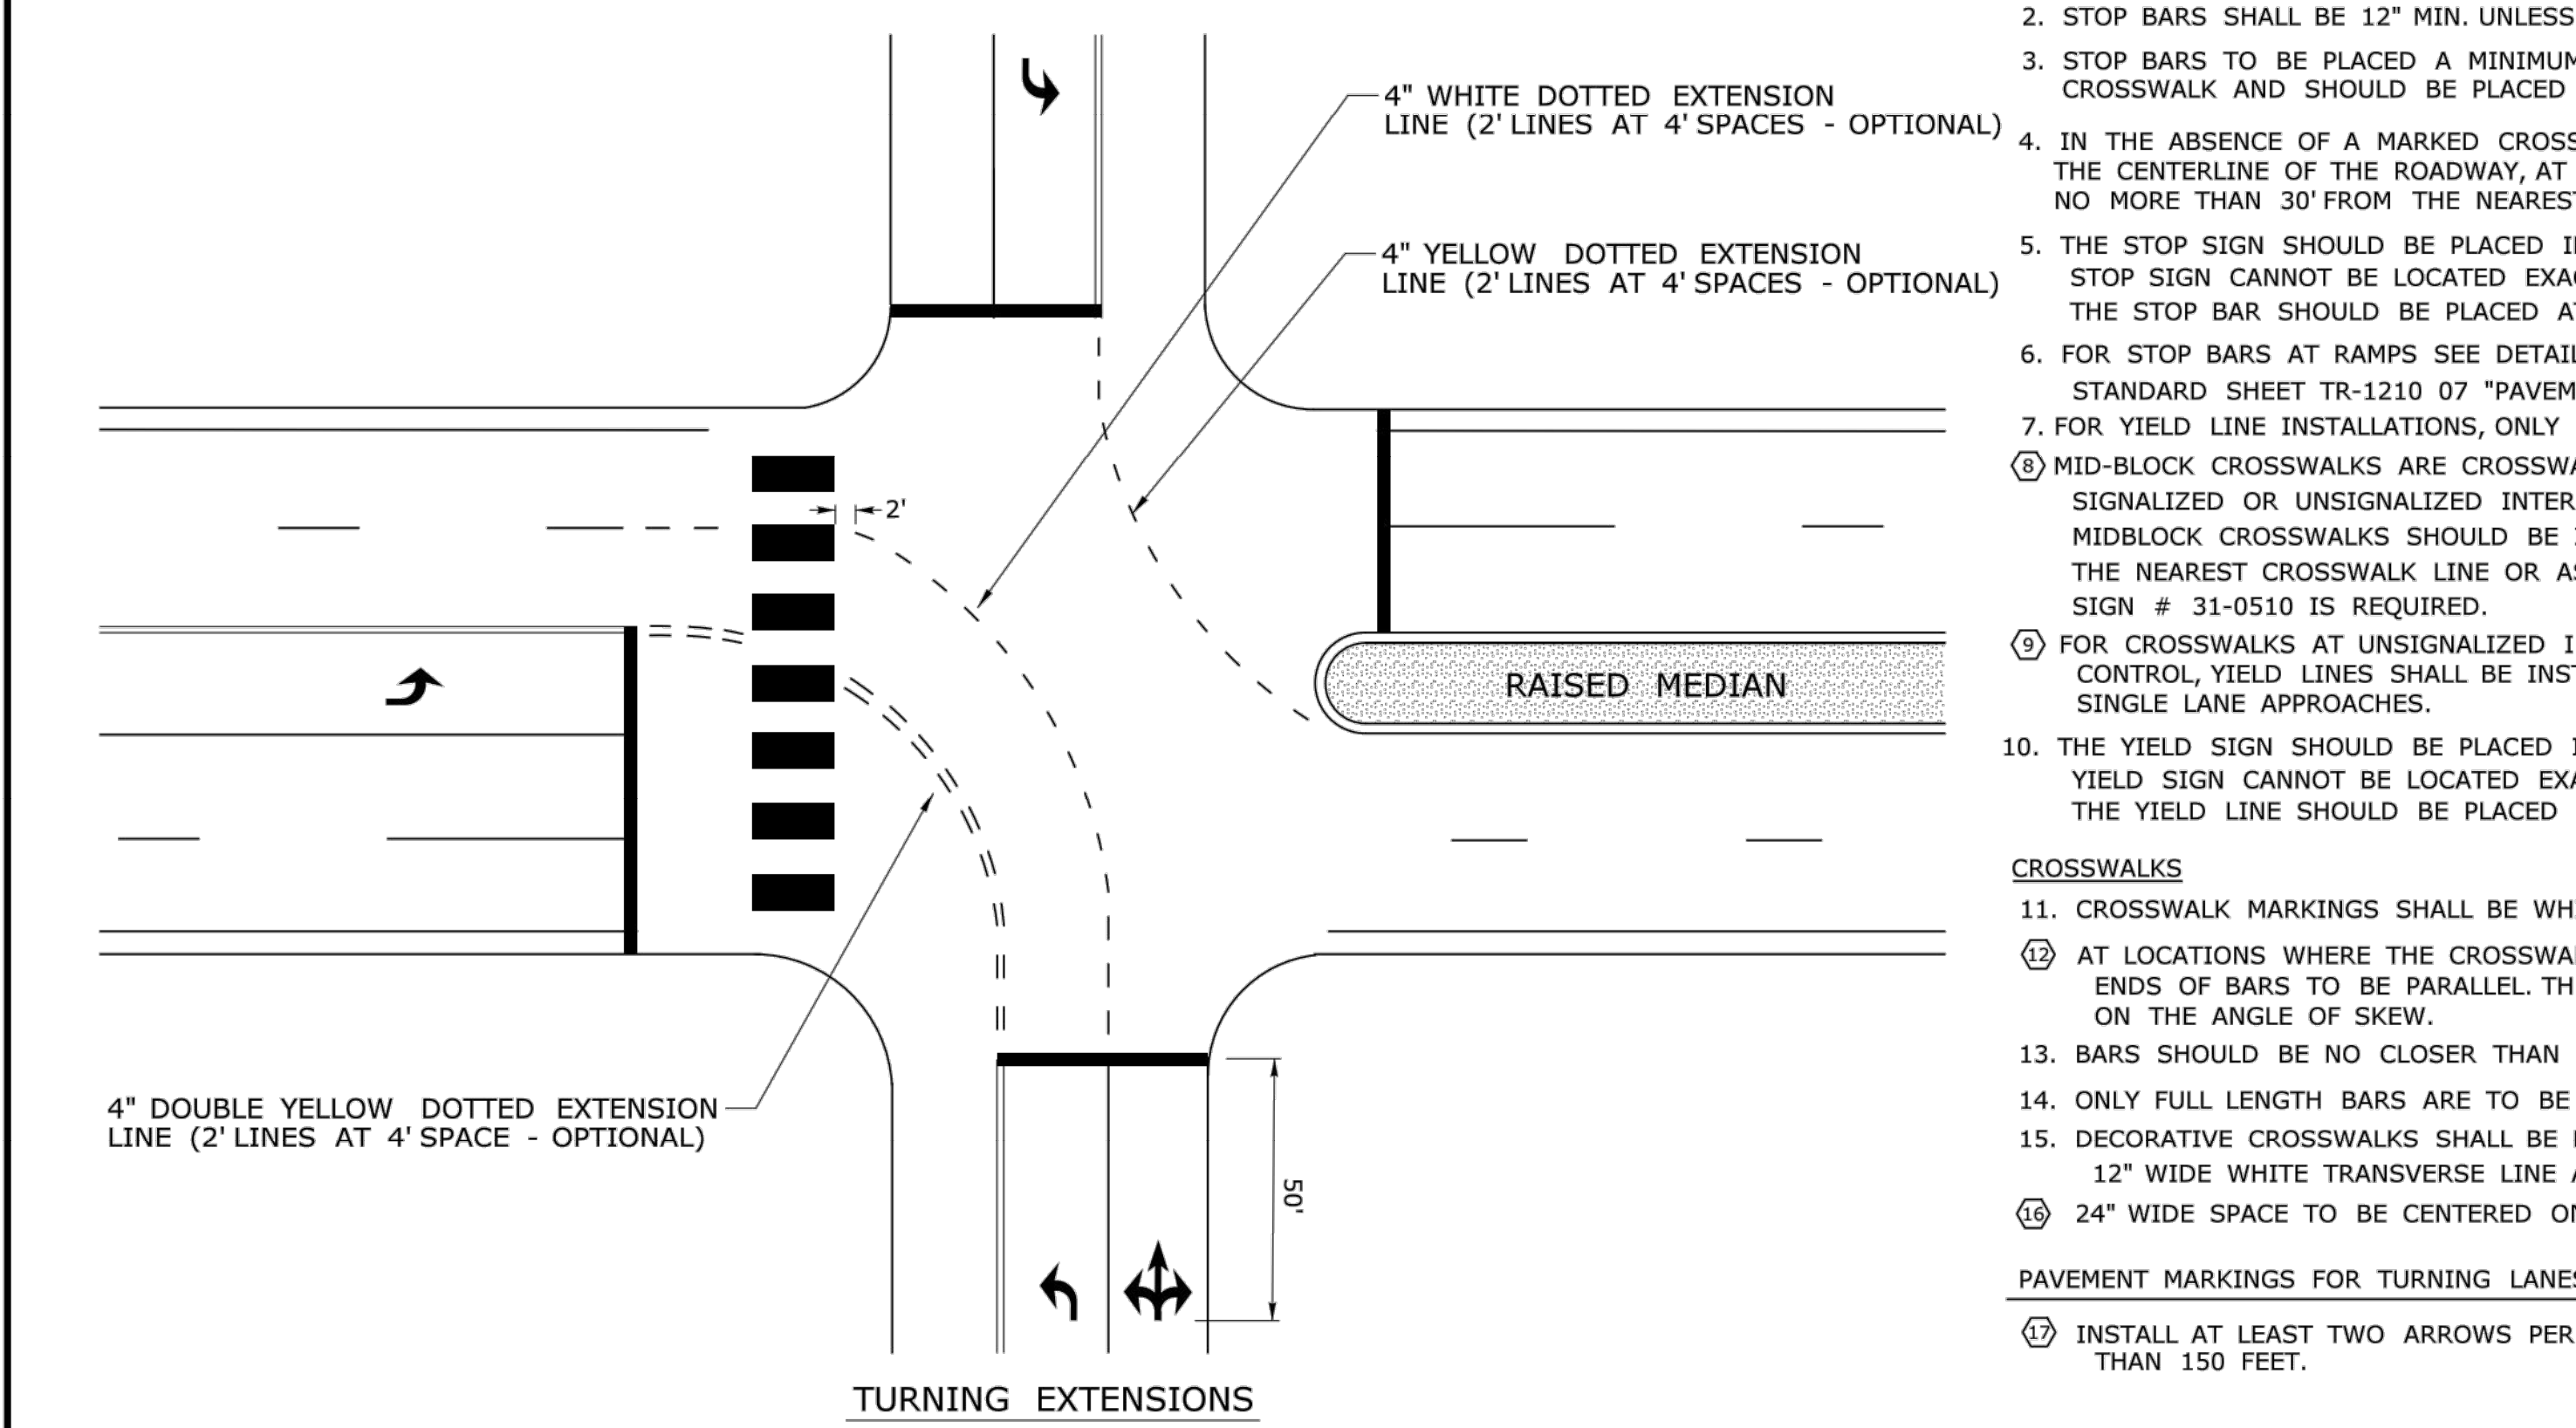 4" WHITE DOTTED EXTENSION
LINE (2' LINES AT 4' SPACES - OPTIONAL)
4" YELLOW DOTTED EXTENSION
LINE (2' LINES AT 4' SPACES - OPTIONAL)
2'
RAISED MEDIAN
4" DOUBLE YELLOW DOTTED EXTENSION
LINE (2' LINES AT 4' SPACE - OPTIONAL)
50'
TURNING EXTENSIONS
2. STOP BARS SHALL BE 12" MIN. UNLESS
3. STOP BARS TO BE PLACED A MINIMUM
CROSSWALK AND SHOULD BE PLACED
4. IN THE ABSENCE OF A MARKED
THE CENTERLINE OF THE ROADWAY, AT
NO MORE THAN 30' FROM THE NEAREST
5. THE STOP SIGN SHOULD BE PLACED
STOP SIGN CANNOT BE LOCATED
THE STOP BAR SHOULD BE PLACED
6. FOR STOP BARS AT RAMPS SEE DETAIL
STANDARD SHEET TR-1210 07
7. FOR YIELD LINE INSTALLATIONS, ONLY
8 MID-BLOCK CROSSWALKS ARE
SIGNALIZED OR UNSIGNALIZED
MIDBLOCK CROSSWALKS SHOULD BE
THE NEAREST CROSSWALK LINE OR
SIGN # 31-0510 IS REQUIRED.
9 FOR CROSSWALKS AT UNSIGNALIZED
CONTROL, YIELD LINES SHALL BE
SINGLE LANE APPROACHES.
10. THE YIELD SIGN SHOULD BE PLACED
YIELD SIGN CANNOT BE LOCATED
THE YIELD LINE SHOULD BE PLACED
CROSSWALKS
11. CROSSWALK MARKINGS SHALL BE
12 AT LOCATIONS WHERE THE
ENDS OF BARS TO BE PARALLEL.
ON THE ANGLE OF SKEW.
13. BARS SHOULD BE NO CLOSER THAN
14. ONLY FULL LENGTH BARS ARE TO BE
15. DECORATIVE CROSSWALKS SHALL BE
12" WIDE WHITE TRANSVERSE LINE
16 24" WIDE SPACE TO BE CENTERED
PAVEMENT MARKINGS FOR TURNING LANES
17 INSTALL AT LEAST TWO ARROWS PER
THAN 150 FEET.